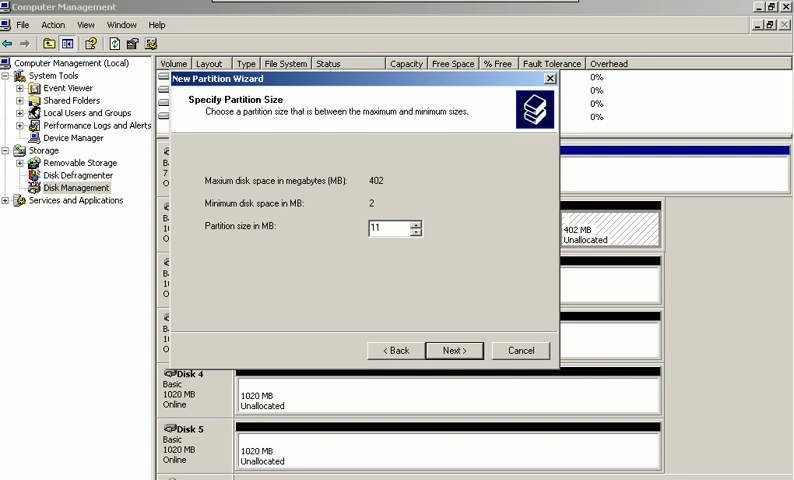 Computer Management
File Action View Window Help
Computer Management (Local)
System Tools
Event Viewer
Shared Folders
Local Users and Groups
Performance Logs and Alerts
Device Manager
Storage
Removable Storage
Disk Defragmenter
Disk Management
Services and Applications
Volume Layout Type File System Status Capacity Free Space % Free Fault Tolerance Overhead
0%
0%
0%
0%
New Partition Wizard
Specify Partition Size
Choose a partition size that is between the maximum and minimum sizes.
Maxium disk space in megabytes (MB): 402
Minimum disk space in MB: 2
Partition size in MB: 11
< Back Next > Cancel
402 MB
Unallocated
Disk 4
Basic
1020 MB
Online
1020 MB
Unallocated
Disk 5
Basic
1020 MB
Online
1020 MB
Unallocated